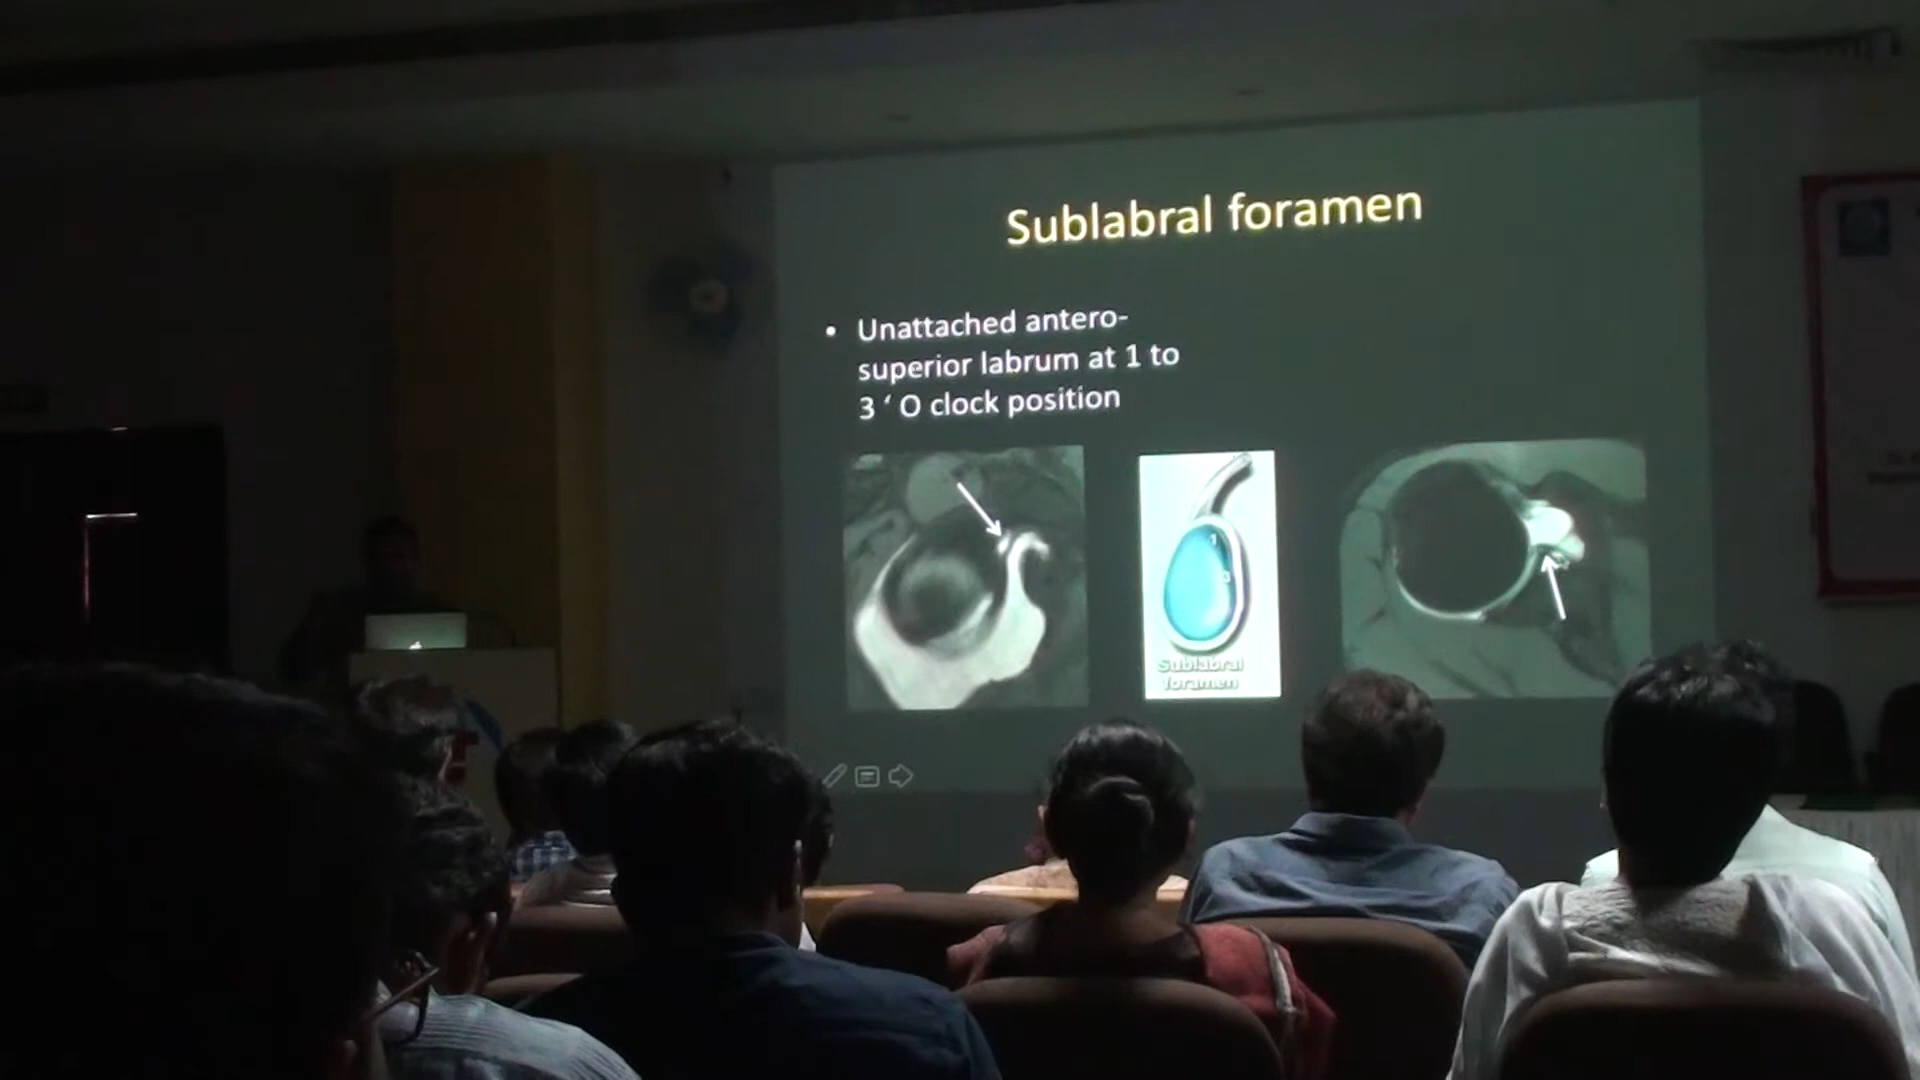 Sublabral foramen
• Unattached antero-
superior labrum at 1 to
3 ‘ O clock position
1
3
Sublabral
foramen